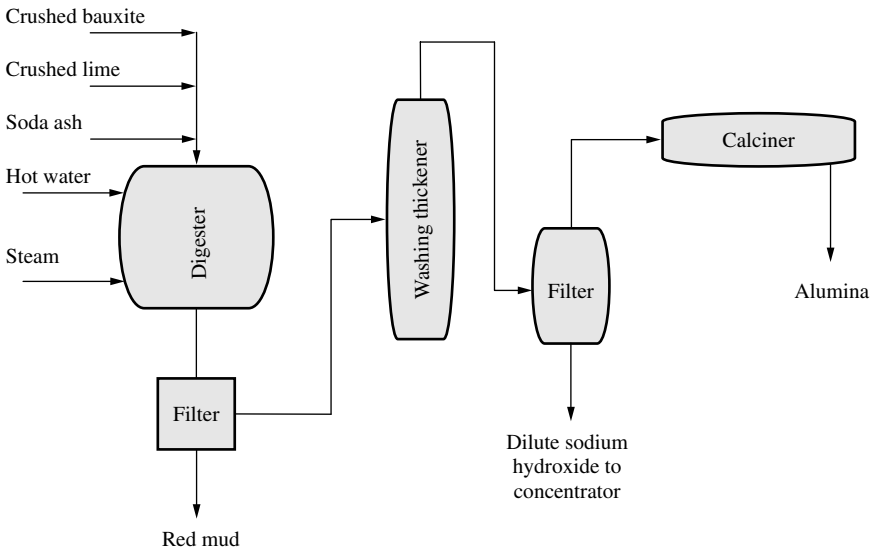 Crushed bauxite
Crushed lime
Soda ash
Hot water
Steam
Digester
Filter
Red mud
Washing thickener
Filter
Dilute sodium
hydroxide to
concentrator
Calciner
Alumina